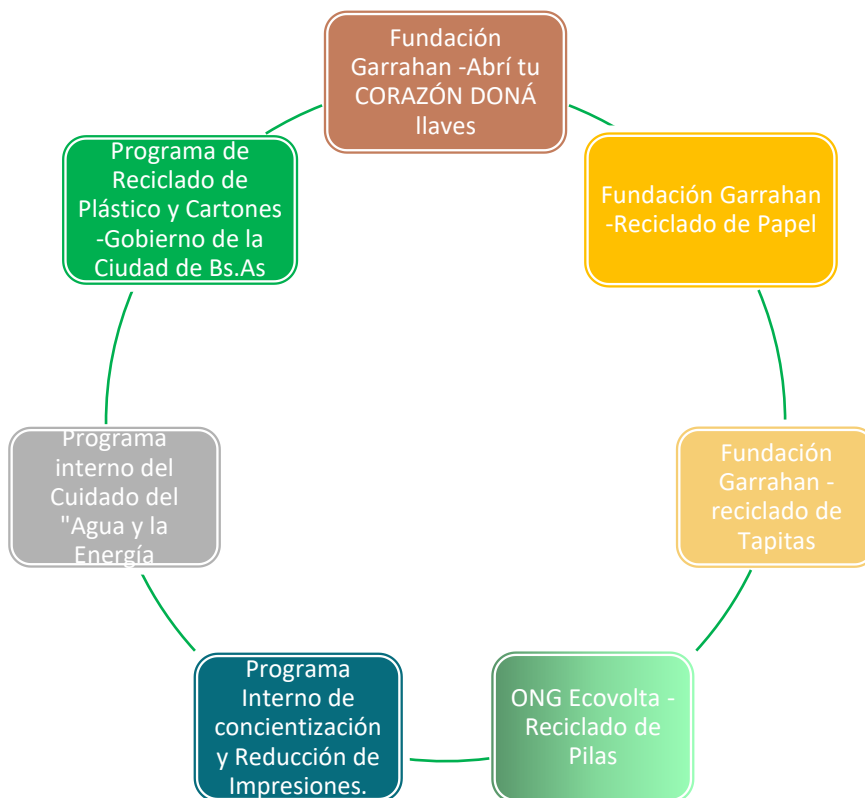 Fundación
Garrahan -Abrí tu
CORAZÓN DONÁ
llaves
Fundación Garrahan
-Reciclado de Papel
Fundación
Garrahan -
reciclado de
Tapitas
ONG Ecovolta -
Reciclado de
Pilas
Programa
Interno de
concientización
y Reducción de
Impresiones.
Programa
interno del
Cuidado del
"Agua y la
Energía
Programa de
Reciclado de
Plástico y Cartones
-Gobierno de la
Ciudad de Bs.As